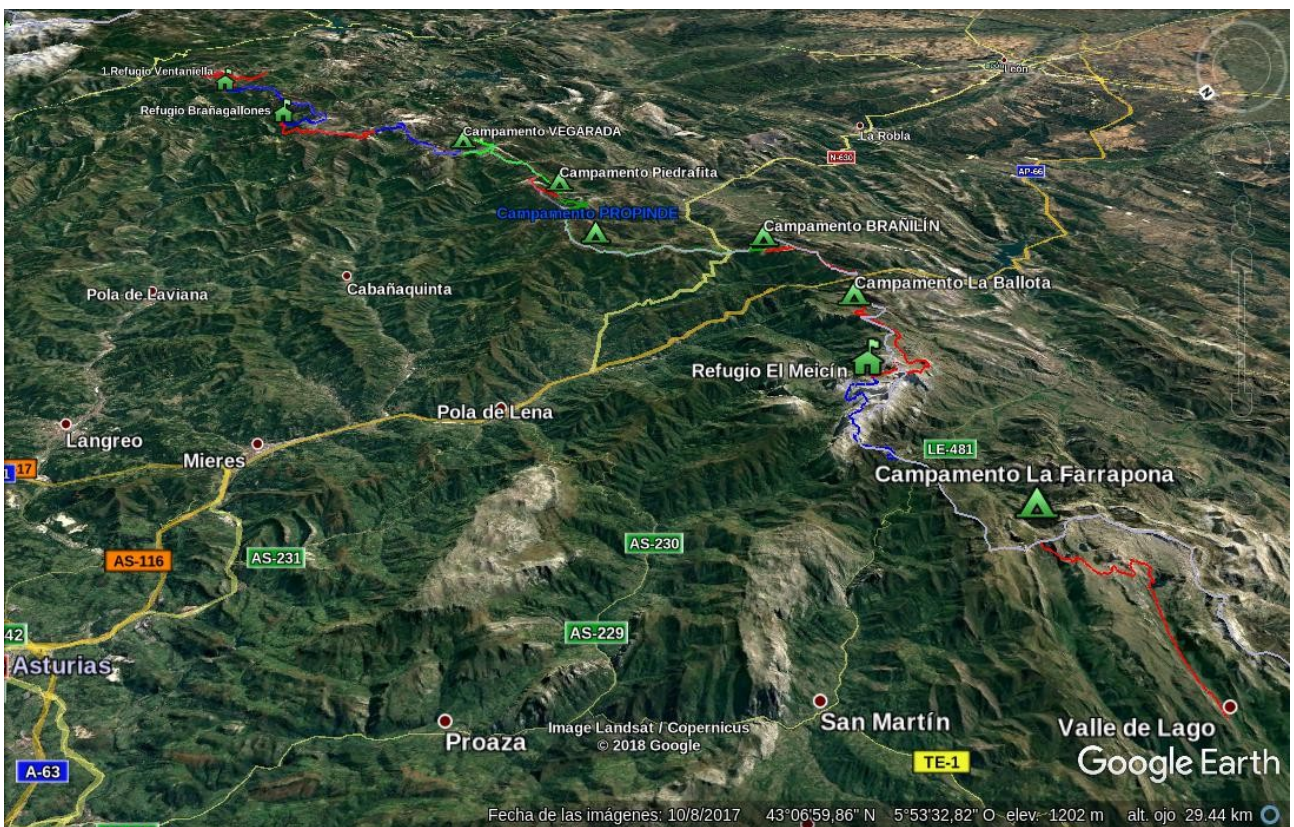 1.Refugio Ventaniella
Refugio Brañagallones
León
Campamento VEGARADA
La Robla
N-630
AP-66
N
Campamento Piedrafita
Campamento PROPINDE
Campamento BRAÑILÍN
Pola de Laviana
Cabañaquinta
Campamento La Ballota
Refugio El Meicín
Pola de Lena
Langreo
Mieres
LE-481
17
1
Campamento La Farrapona
AS-116
AS-231
AS-230
AS-229
42
Asturias
Proaza
Image Landsat / Copernicus
© 2018 Google
San Martín
Valle de Lago
A-63
TE-1
Google Earth
Fecha de las imágenes: 10/8/2017 43°06'59,86" N 5°53'32,82" O elev. 1202 m alt. ojo 29.44 km